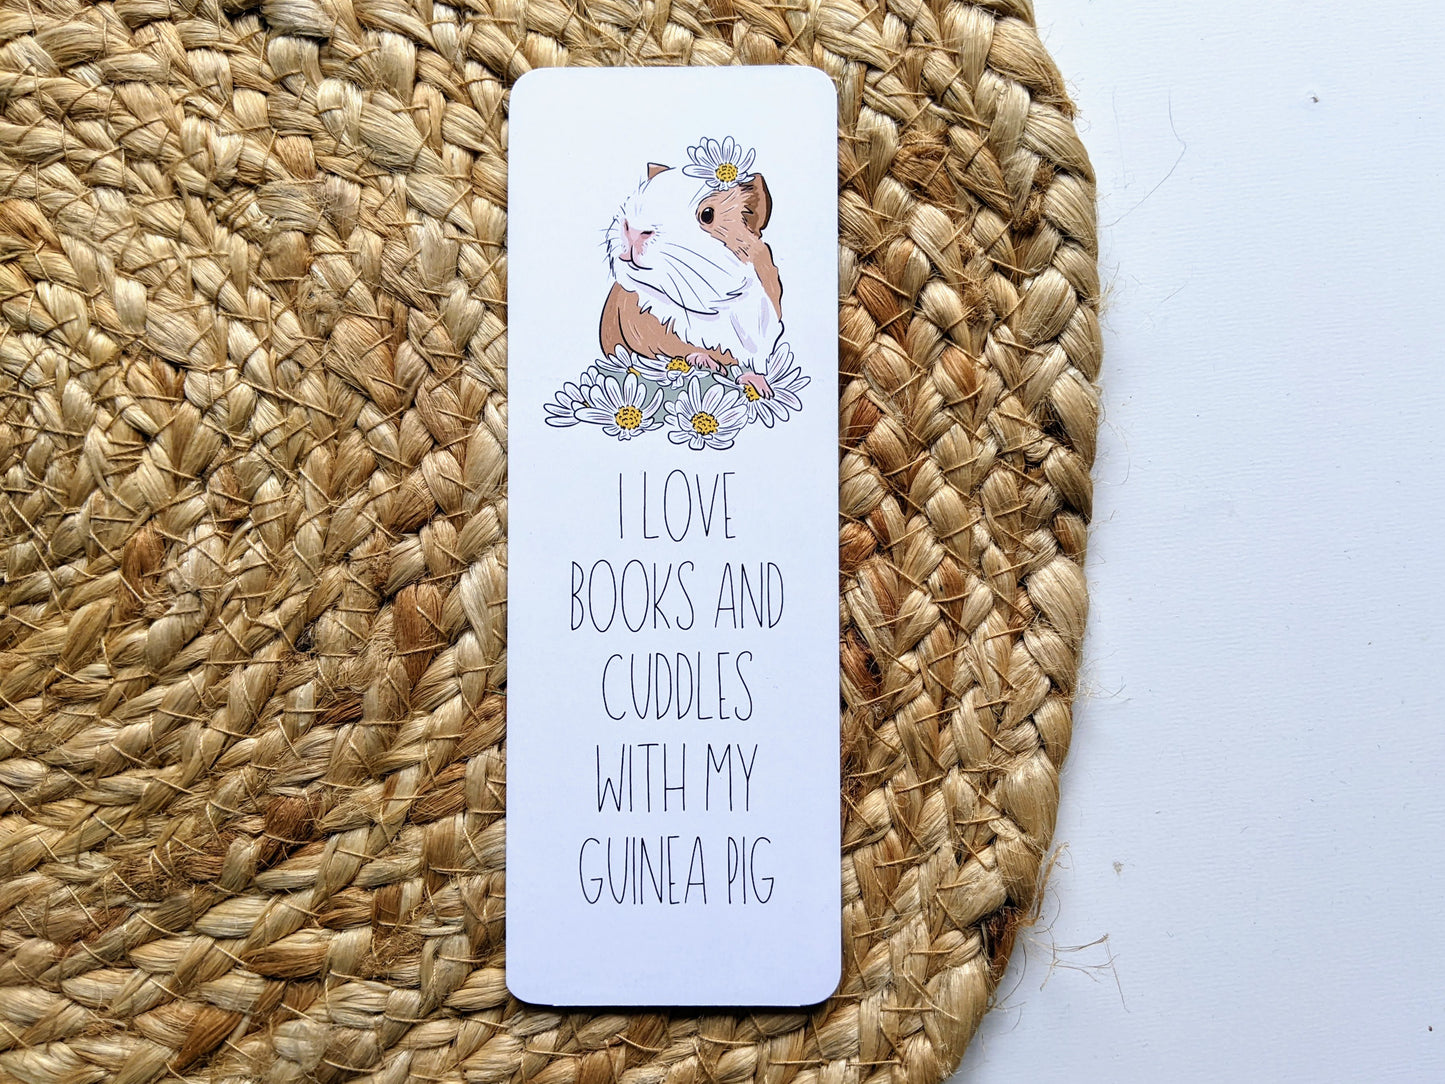 I LOVE
BOOKS AND
CUDDLES
WITH MY
GUINEA PIG